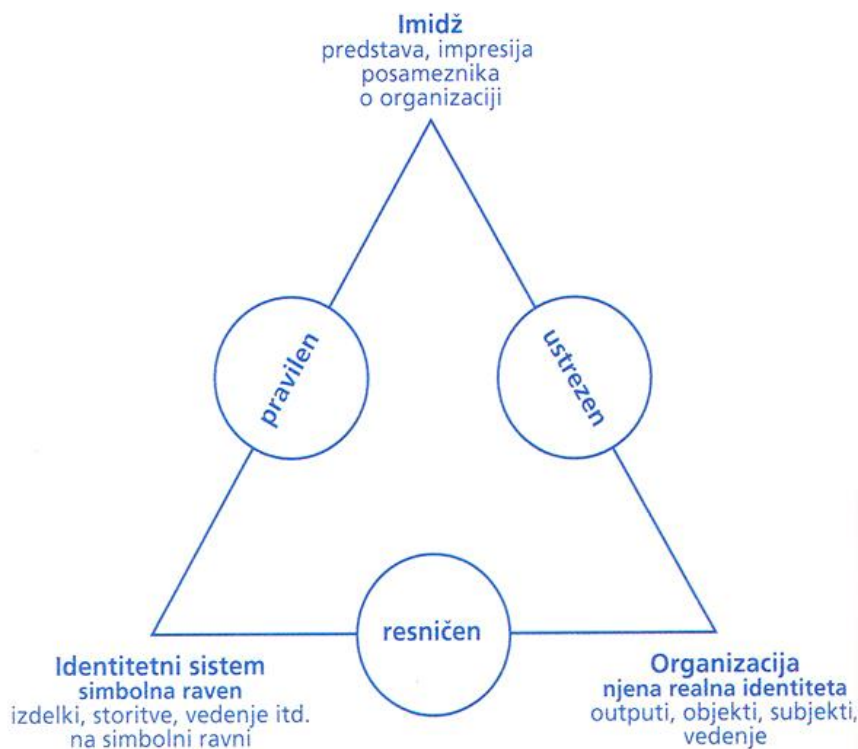 Imidž
predstava, impresija
posameznika
o organizaciji
pravilen
ustrezen
resničen
Identitetni sistem
simbolna raven
izdelki, storitve, vedenje itd.
na simbolni ravni
Organizacija
njena realna identiteta
outputi, objekti, subjekti,
vedenje